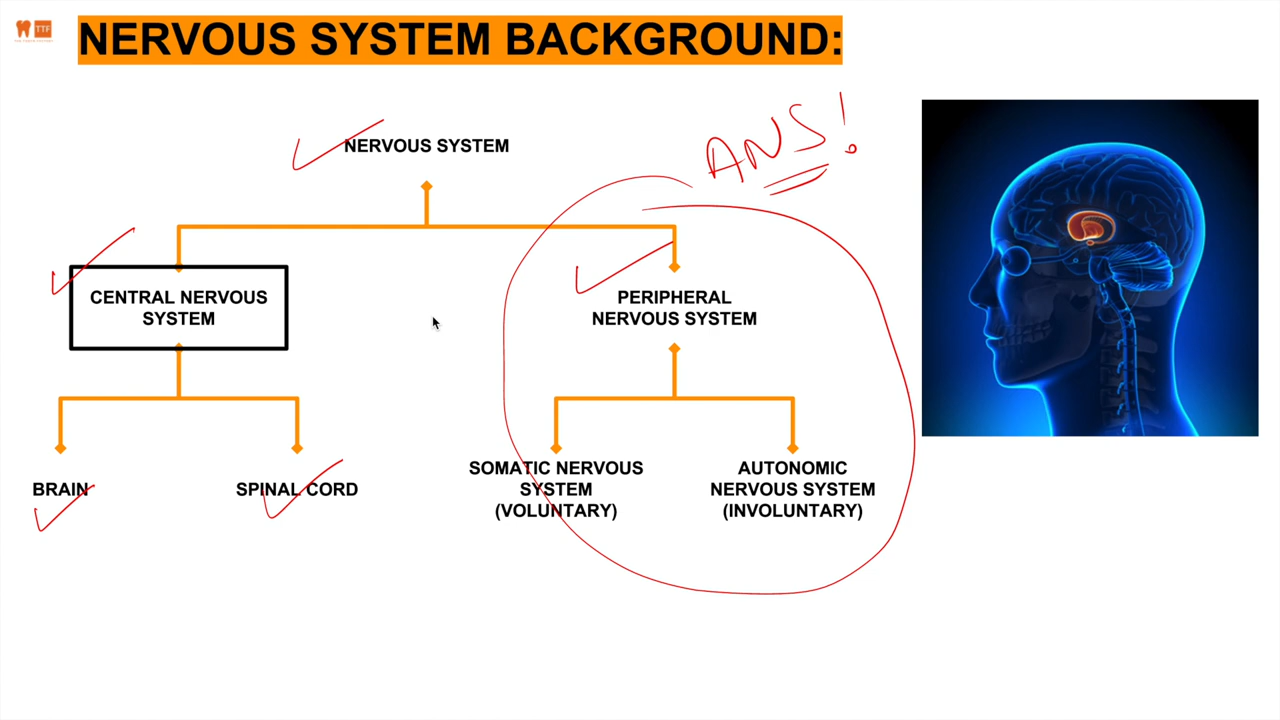 TTF
NERVOUS SYSTEM BACKGROUND:
ANS!
NERVOUS SYSTEM
CENTRAL NERVOUS
SYSTEM
PERIPHERAL
NERVOUS SYSTEM
BRAIN
SPINAL CORD
SOMATIC NERVOUS
SYSTEM
(VOLUNTARY)
AUTONOMIC
NERVOUS SYSTEM
(INVOLUNTARY)